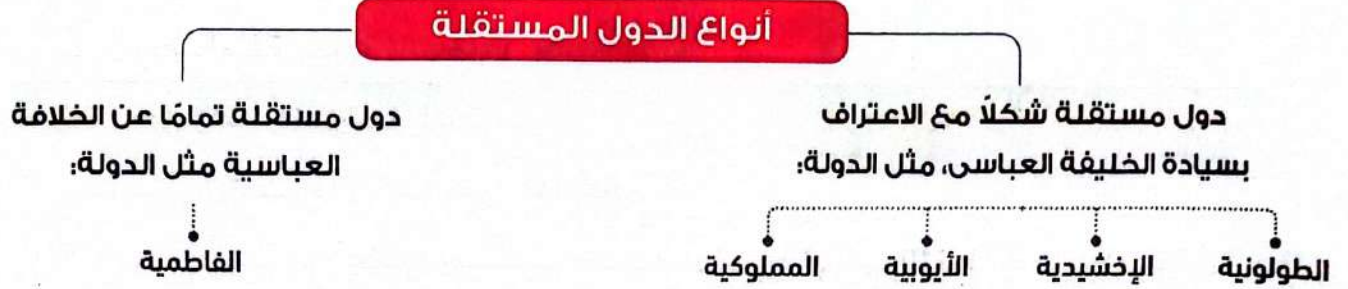 أنواع الدول المستقلة
دول مستقلة شكلاً مع الاعتراف
بسيادة الخليفة العباسى، مثل الدولة:
الطولونية
الإخشيدية
الأيوبية
المملوكية
دول مستقلة تمامًا عن الخلافة
العباسية مثل الدولة:
الفاطمية